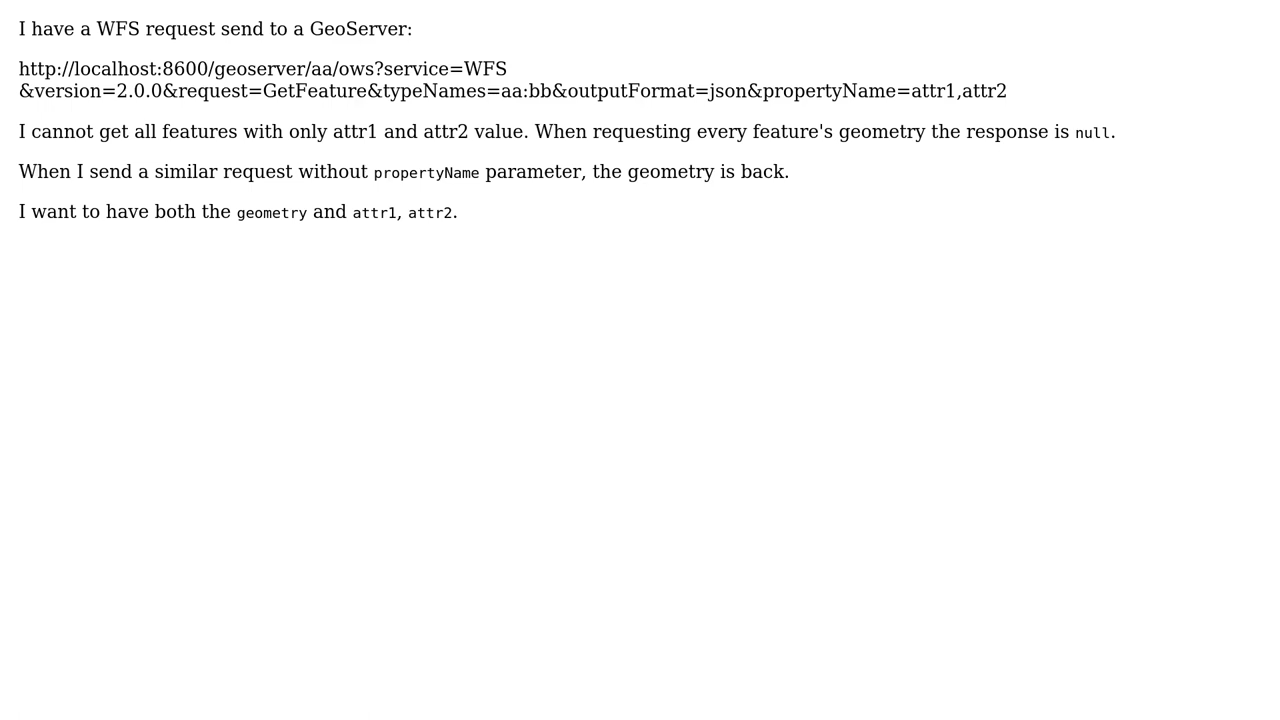 I have a WFS request send to a GeoServer:
http://localhost:8600/geoserver/aa/ows?service=WFS
&version=2.0.0&request=GetFeature&typeNames=aa:bb&outputFormat=json&propertyName=attr1,attr2
I cannot get all features with only attr1 and attr2 value. When requesting every feature's geometry the response is null.
When I send a similar request without propertyName parameter, the geometry is back.
I want to have both the geometry and attr1, attr2.